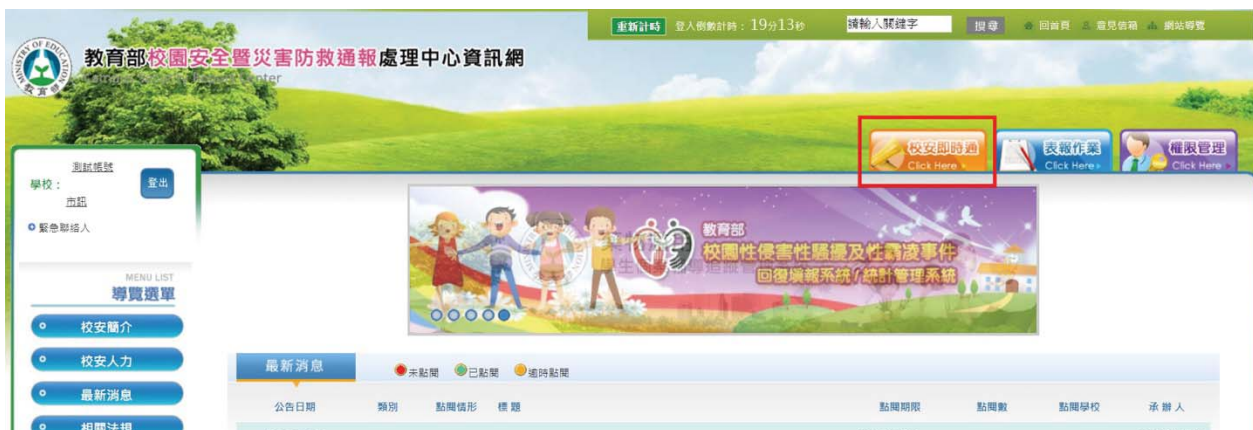 重新計時 登入倒數計時：19分13秒 請輸入關鍵字 搜尋 回首頁 意見信箱 網站導覽
教育部校園安全暨災害防救通報處理中心資訊網
校安即時通 Click Here
表報作業 Click Here
權限管理 Click Here
測試帳號
學校：
登出
市訊
緊急聯絡人
MENU LIST
導覽選單
校安簡介
校安人力
最新消息
相關法規
教育部
校園性侵害性騷擾及性霸凌事件
回復填報系統/統計管理系統
最新消息 未點閱 已點閱 逾時點閱
公告日期 類別 點閱情形 標題 點閱期限 點閱數 點閱學校 承辦人